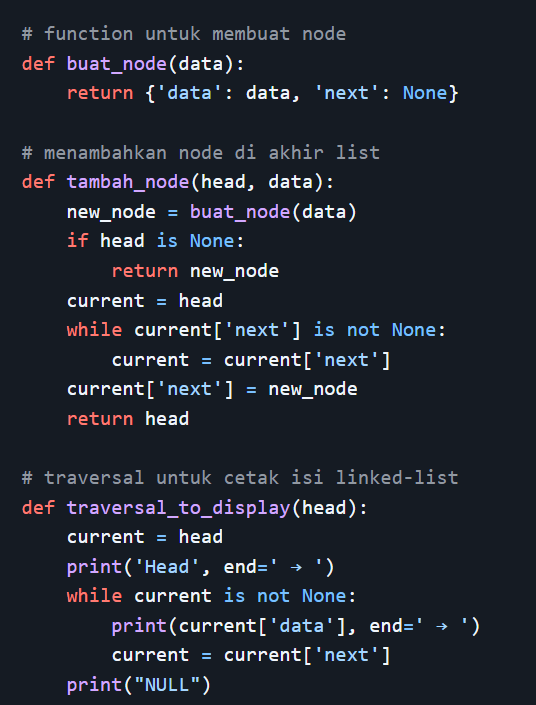 # function untuk membuat node
def buat_node(data):
    return {'data': data, 'next': None}

# menambahkan node di akhir list
def tambah_node(head, data):
    new_node = buat_node(data)
    if head is None:
        return new_node
    current = head
    while current['next'] is not None:
        current = current['next']
    current['next'] = new_node
    return head

# traversal untuk cetak isi linked-list
def traversal_to_display(head):
    current = head
    print('Head', end=' → ')
    while current is not None:
        print(current['data'], end=' → ')
        current = current['next']
    print("NULL")